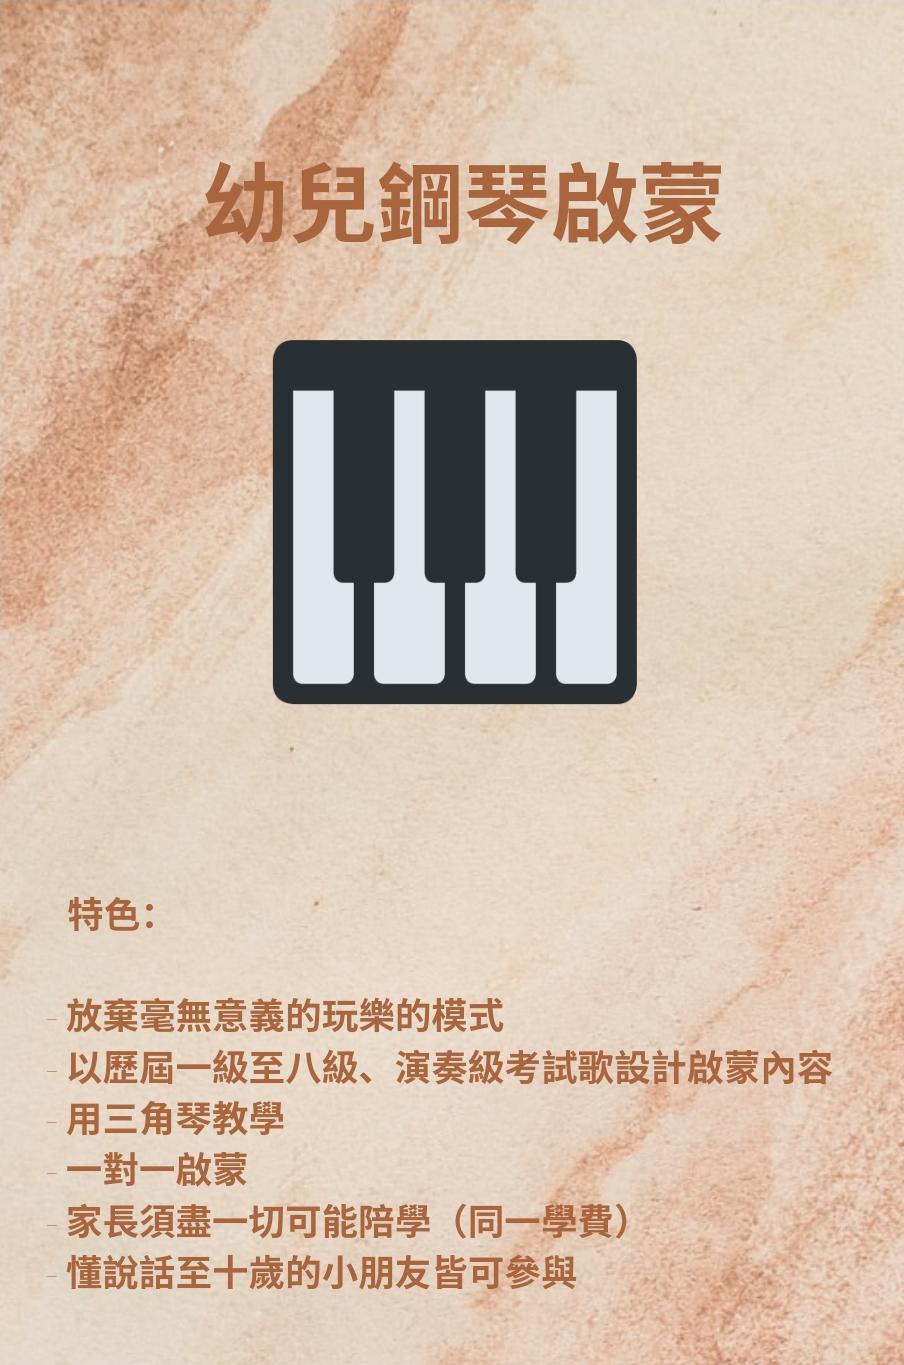 幼兒鋼琴啟蒙
特色：
- 放棄毫無意義的玩樂的模式
- 以歷屆一級至八級、演奏級考試歌設計啟蒙內容
- 用三角琴教學
- 一對一啟蒙
- 家長須盡一切可能陪學（同一學費）
- 懂說話至十歲的小朋友皆可參與